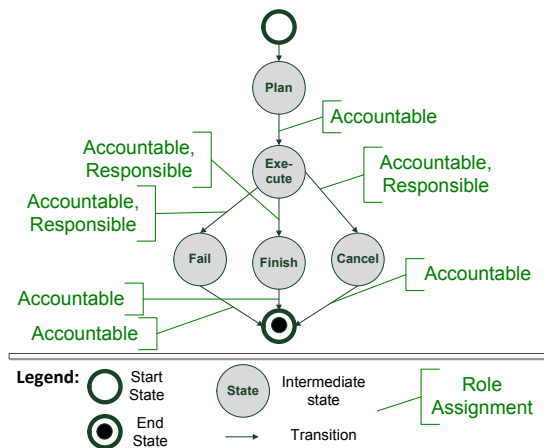 Plan
Accountable
Accountable,
Responsible
Exe-
cute
Accountable,
Responsible
Accountable,
Responsible
Fail
Finish
Cancel
Accountable
Accountable
Accountable
Legend:
Start
State
State
Intermediate
state
Role
Assignment
End
State
Transition